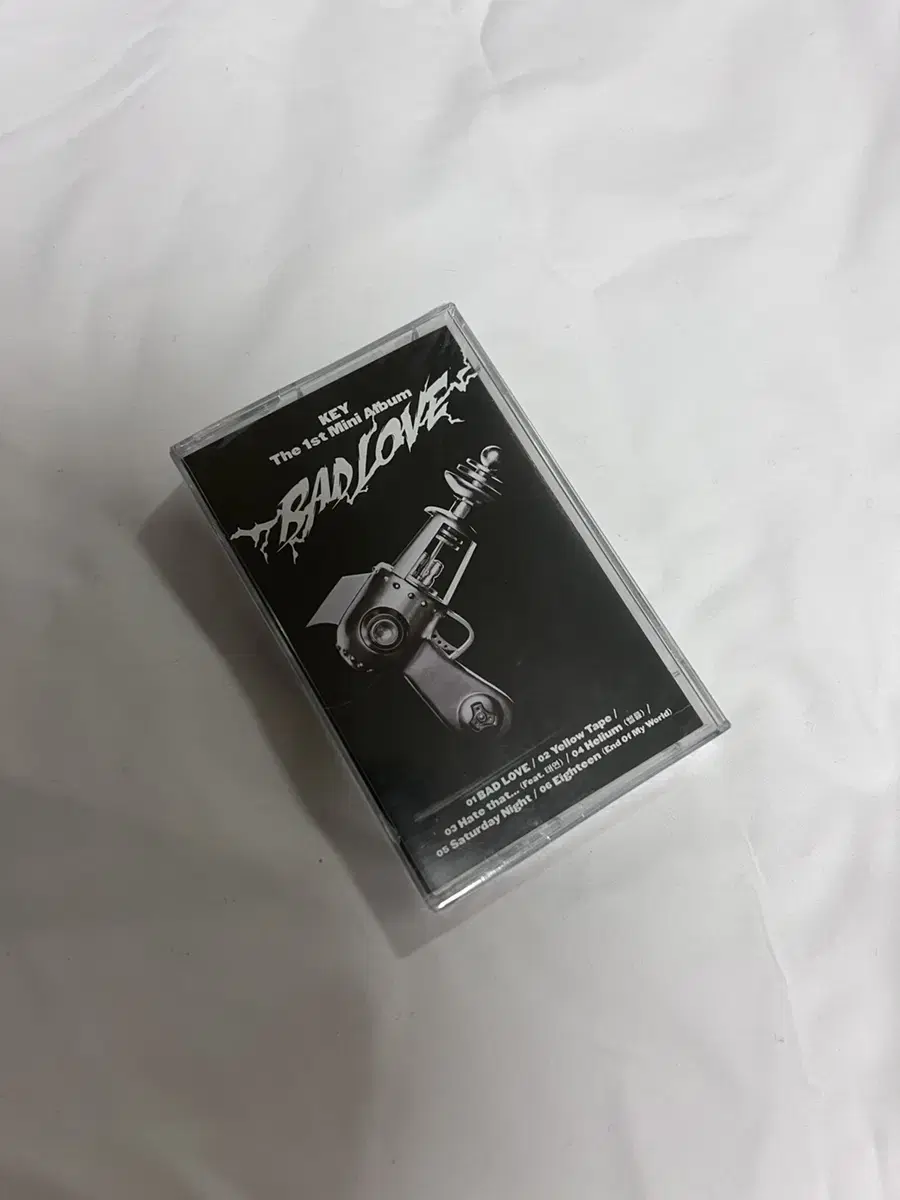 KEY
The 1st Mini Album
BAD LOVE
01 BAD LOVE / 02 Yellow Tape /
03 Hate that... (Feat. 태연) / 04 Helium (헬륨) /
05 Saturday Night / 06 Eighteen (End Of My World)